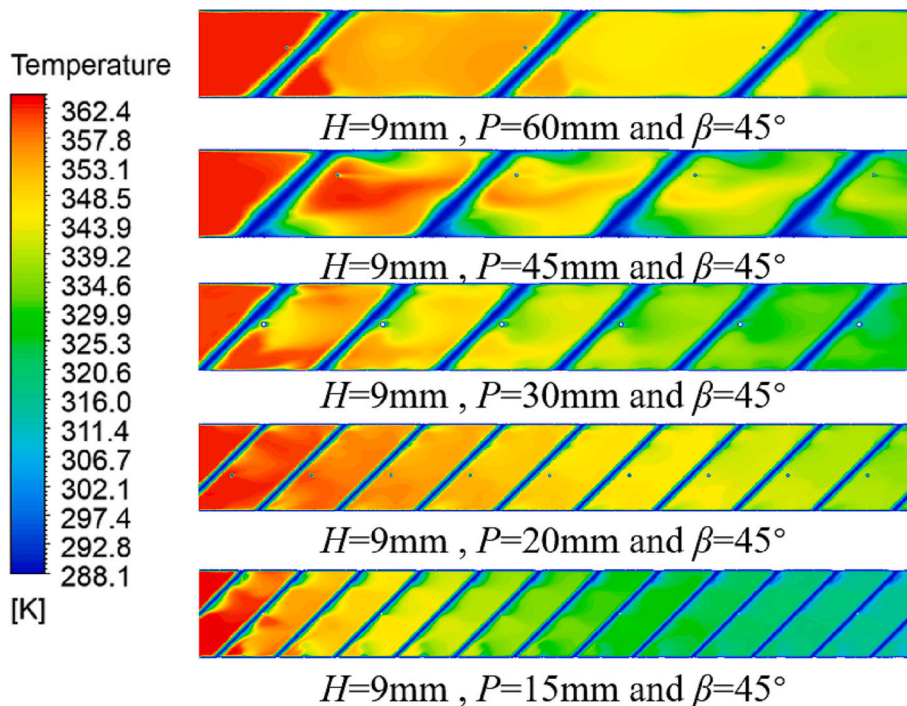 Temperature
362.4
357.8
353.1
348.5
343.9
339.2
334.6
329.9
325.3
320.6
316.0
311.4
306.7
302.1
297.4
292.8
288.1
[K]
H=9mm , P=60mm and β=45°
H=9mm , P=45mm and β=45°
H=9mm , P=30mm and β=45°
H=9mm , P=20mm and β=45°
H=9mm , P=15mm and β=45°